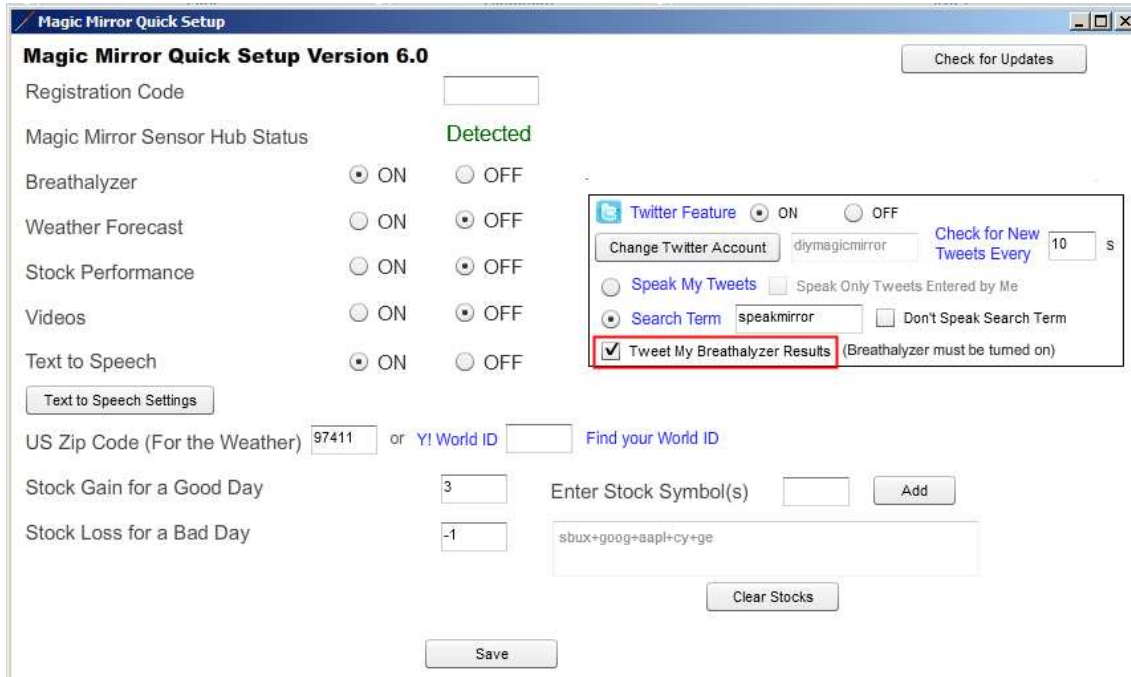 Magic Mirror Quick Setup
Magic Mirror Quick Setup Version 6.0
Check for Updates
Registration Code
Magic Mirror Sensor Hub Status Detected
Breathalyzer ON OFF
Weather Forecast ON OFF
Stock Performance ON OFF
Videos ON OFF
Text to Speech ON OFF
Text to Speech Settings
Twitter Feature ON OFF
Change Twitter Account diymagicmirror Check for New Tweets Every 10 s
Speak My Tweets Speak Only Tweets Entered by Me
Search Term speakmirror Don't Speak Search Term
Tweet My Breathalyzer Results (Breathalyzer must be turned on)
US Zip Code (For the Weather) 97411 or Y! World ID Find your World ID
Stock Gain for a Good Day 3 Enter Stock Symbol(s) Add
Stock Loss for a Bad Day -1 sbux+goog+aapl+cy+ge
Clear Stocks
Save